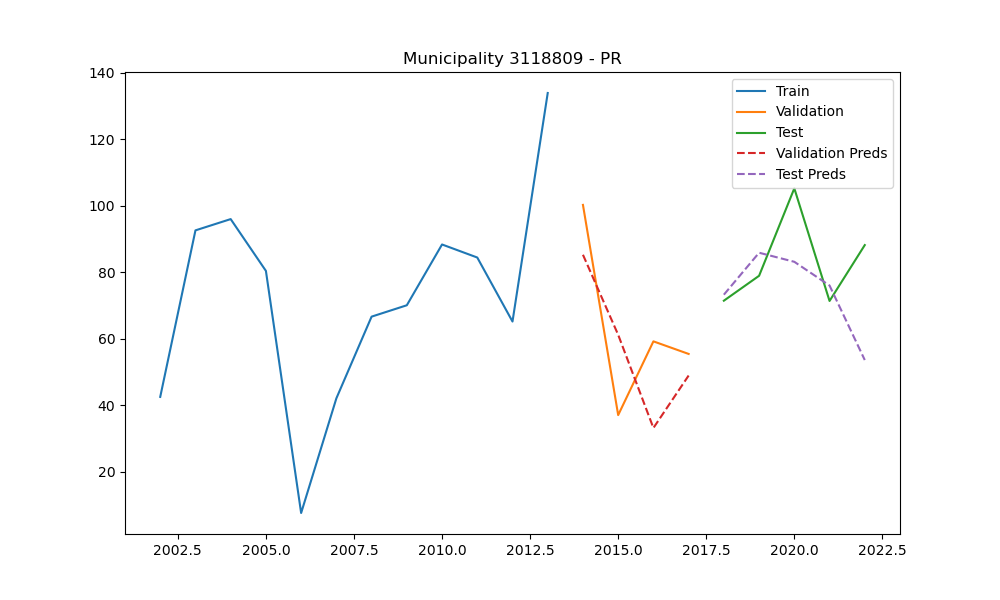 Municipality 3118809 - PR
140
120
100
80
60
40
20
Train
Validation
Test
Validation Preds
Test Preds
2002.5 2005.0 2007.5 2010.0 2012.5 2015.0 2017.5 2020.0 2022.5